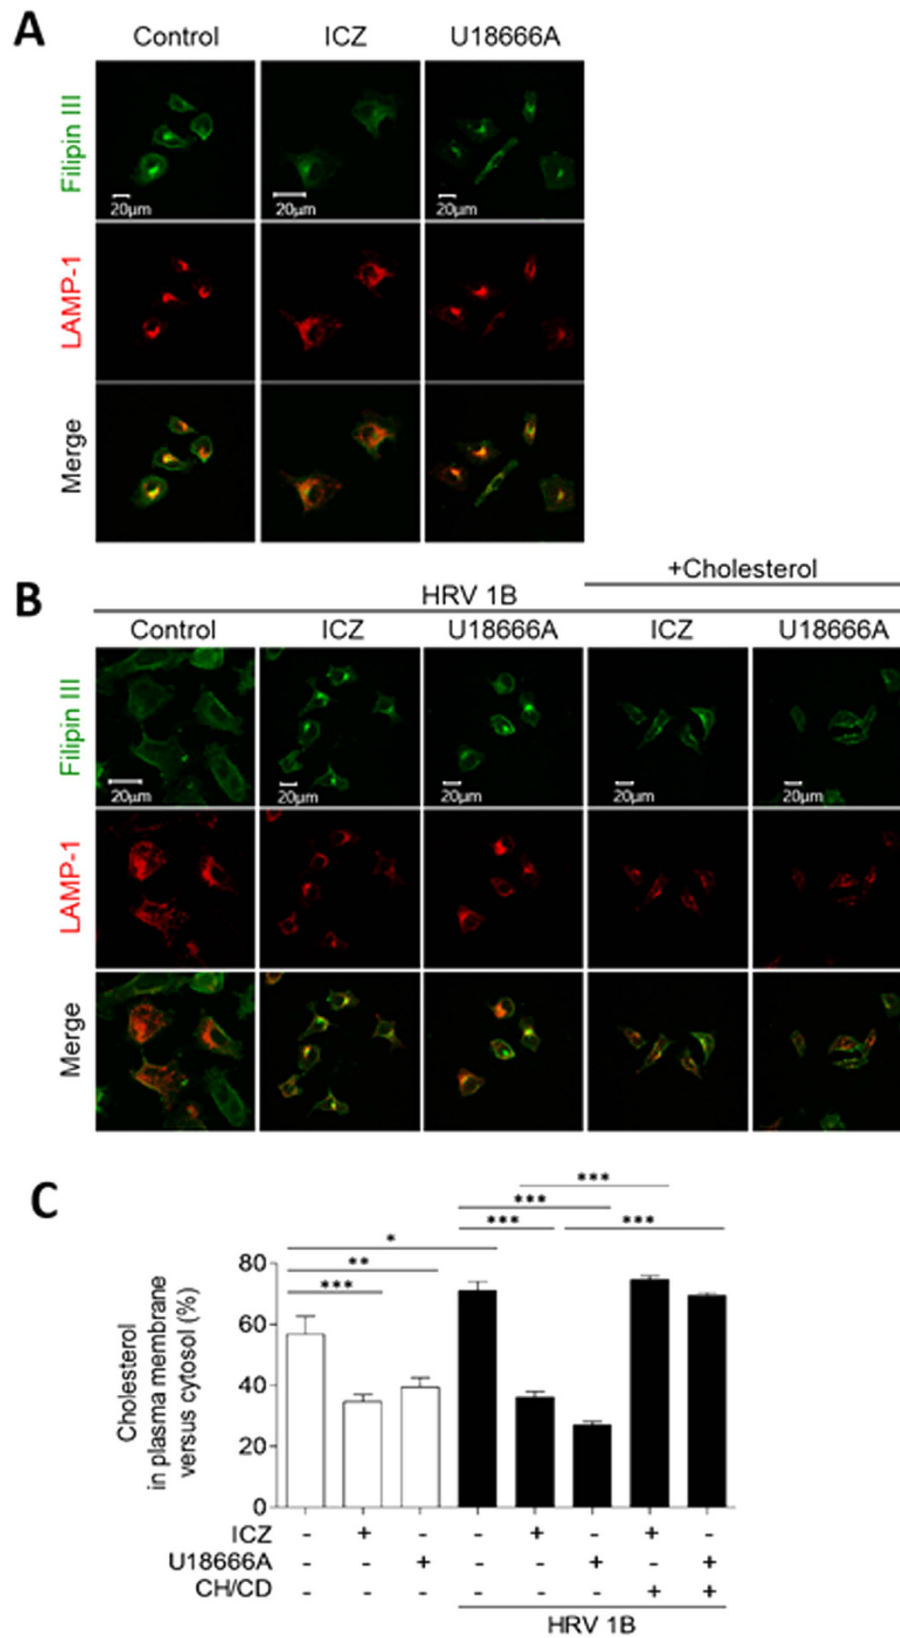 A
Control ICZ U18666A
Filipin III
20µm 20µm 20µm
LAMP-1
Merge
+Cholesterol
B
HRV 1B
Control ICZ U18666A ICZ U18666A
Filipin III
20µm 20µm 20µm 20µm 20µm
LAMP-1
Merge
C
***
***
*** ***
*
**
***
Cholesterol
in plasma membrane
versus cytosol (%)
80
60
40
20
0
ICZ - + - - + - + -
U18666A - - + - - + - +
CH/CD - - - - - - + +
HRV 1B